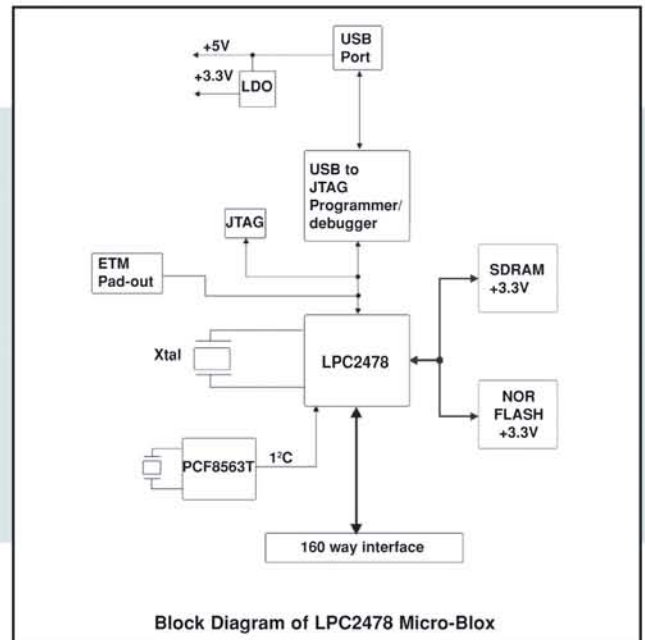 USB
Port
+5V
+3.3V
LDO
USB to
JTAG
Programmer/
debugger
JTAG
ETM
Pad-out
SDRAM
+3.3V
Xtal
LPC2478
NOR
FLASH
+3.3V
PCF8563T
1²C
160 way interface
Block Diagram of LPC2478 Micro-Blox